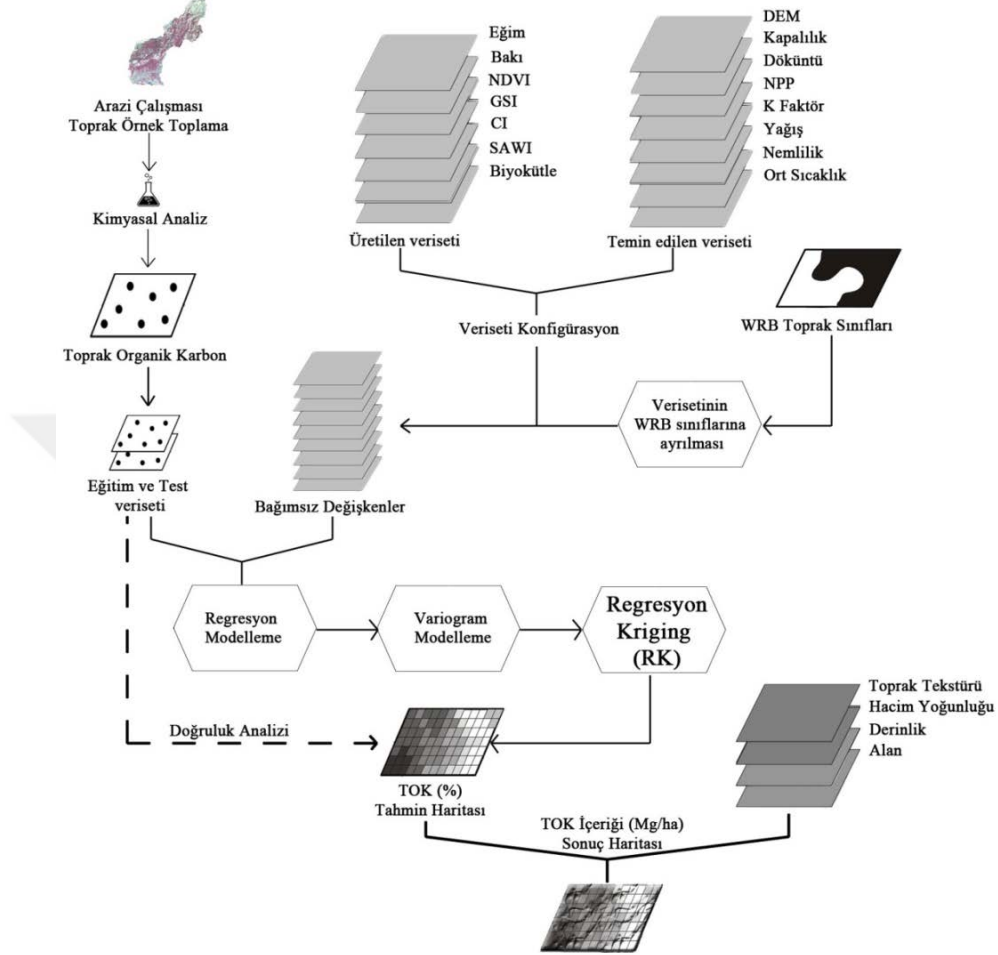 Arazi Çalışması
Toprak Örnek Toplama
Kimyasal Analiz
Toprak Organik Karbon
Eğitim ve Test
veriseti
Eğim
Bakı
NDVI
GSI
CI
SAWI
Biyokütle
Üretilen veriseti
DEM
Kapalılık
Döküntü
NPP
K Faktör
Yağış
Nemlilik
Ort Sıcaklık
Temin edilen veriseti
Veriseti Konfigürasyon
WRB Toprak Sınıfları
Verisetinin
WRB sınıflarına
ayrılması
Bağımsız Değişkenler
Regresyon
Modelleme
Variogram
Modelleme
Regresyon
Kriging
(RK)
Doğruluk Analizi
TOK (%)
Tahmin Haritası
Toprak Tekstürü
Hacim Yoğunluğu
Derinlik
Alan
TOK İçeriği (Mg/ha)
Sonuç Haritası